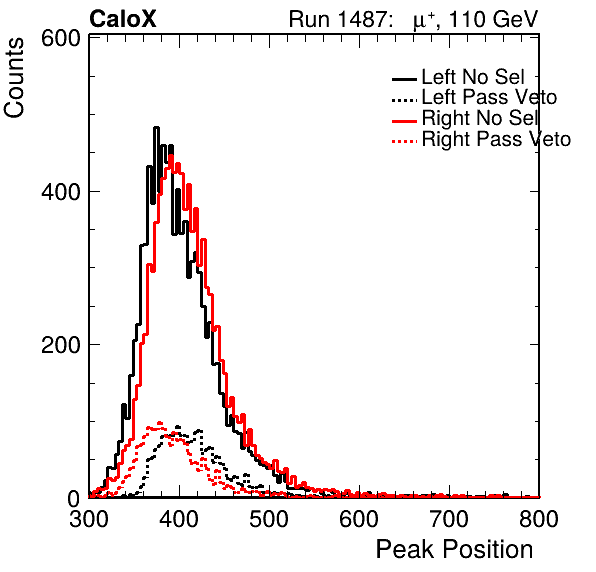 CaloX Run 1487: μ⁺, 110 GeV
Counts
600
400
200
0
Left No Sel
Left Pass Veto
Right No Sel
Right Pass Veto
300 400 500 600 700 800
Peak Position